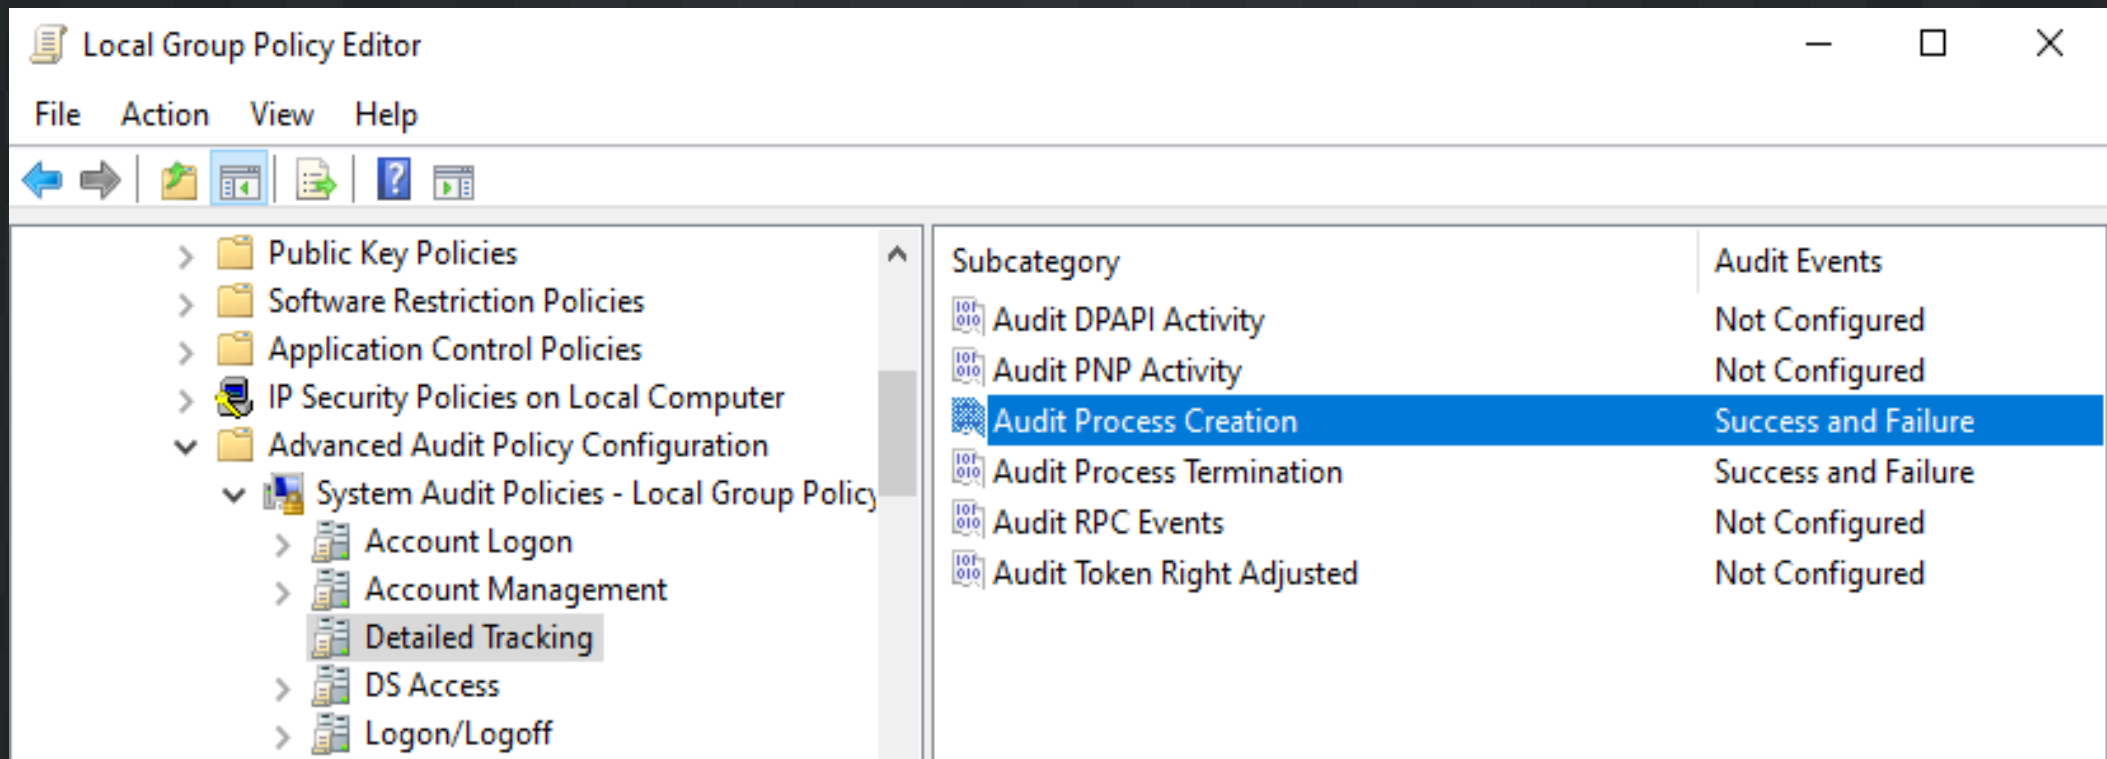 Local Group Policy Editor
File Action View Help
Public Key Policies
Software Restriction Policies
Application Control Policies
IP Security Policies on Local Computer
Advanced Audit Policy Configuration
System Audit Policies - Local Group Policy
Account Logon
Account Management
Detailed Tracking
DS Access
Logon/Logoff
Subcategory Audit Events
Audit DPAPI Activity Not Configured
Audit PNP Activity Not Configured
Audit Process Creation Success and Failure
Audit Process Termination Success and Failure
Audit RPC Events Not Configured
Audit Token Right Adjusted Not Configured